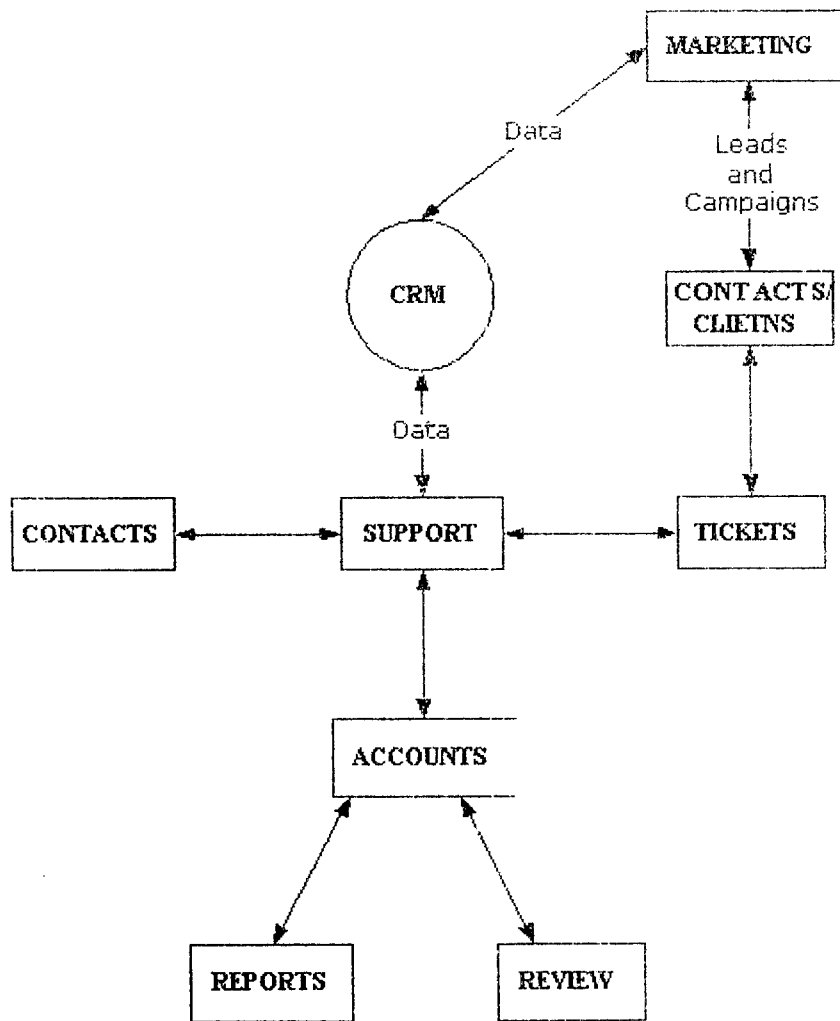 MARKETING
Data
Leads
and
Campaigns
CRM
CONTACTS/
CLIETNS
Data
CONTACTS
SUPPORT
TICKETS
ACCOUNTS
REPORTS
REVIEW